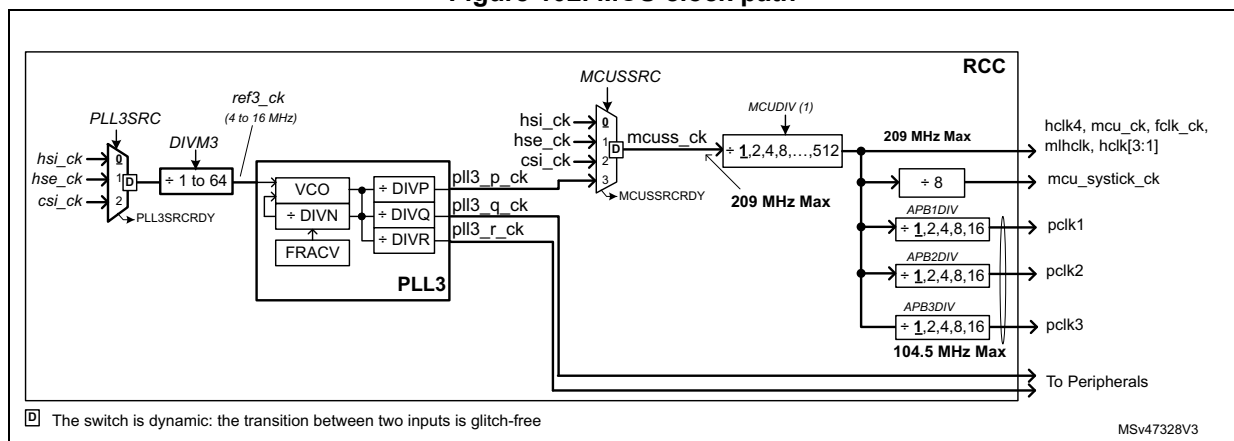 RCC
MCUSSRC
PLL3SRC
ref3_ck
(4 to 16 MHz)
DIVM3
hsi_ck
hse_ck
csi_ck
0
1
2
D
PLL3SRCRDY
÷ 1 to 64
VCO
÷ DIVN
FRACV
÷ DIVP
÷ DIVQ
÷ DIVR
PLL3
pll3_p_ck
pll3_q_ck
pll3_r_ck
hsi_ck
hse_ck
csi_ck
0
1
2
3
D
MCUSSRCRDY
mcuss_ck
209 MHz Max
MCUDIV (1)
÷ 1,2,4,8,...,512
209 MHz Max
hclk4, mcu_ck, fclk_ck,
mlhclk, hclk[3:1]
÷ 8
mcu_systick_ck
APB1DIV
÷ 1,2,4,8,16
pclk1
APB2DIV
÷ 1,2,4,8,16
pclk2
APB3DIV
÷ 1,2,4,8,16
pclk3
104.5 MHz Max
To Peripherals
D The switch is dynamic: the transition between two inputs is glitch-free
MSv47328V3